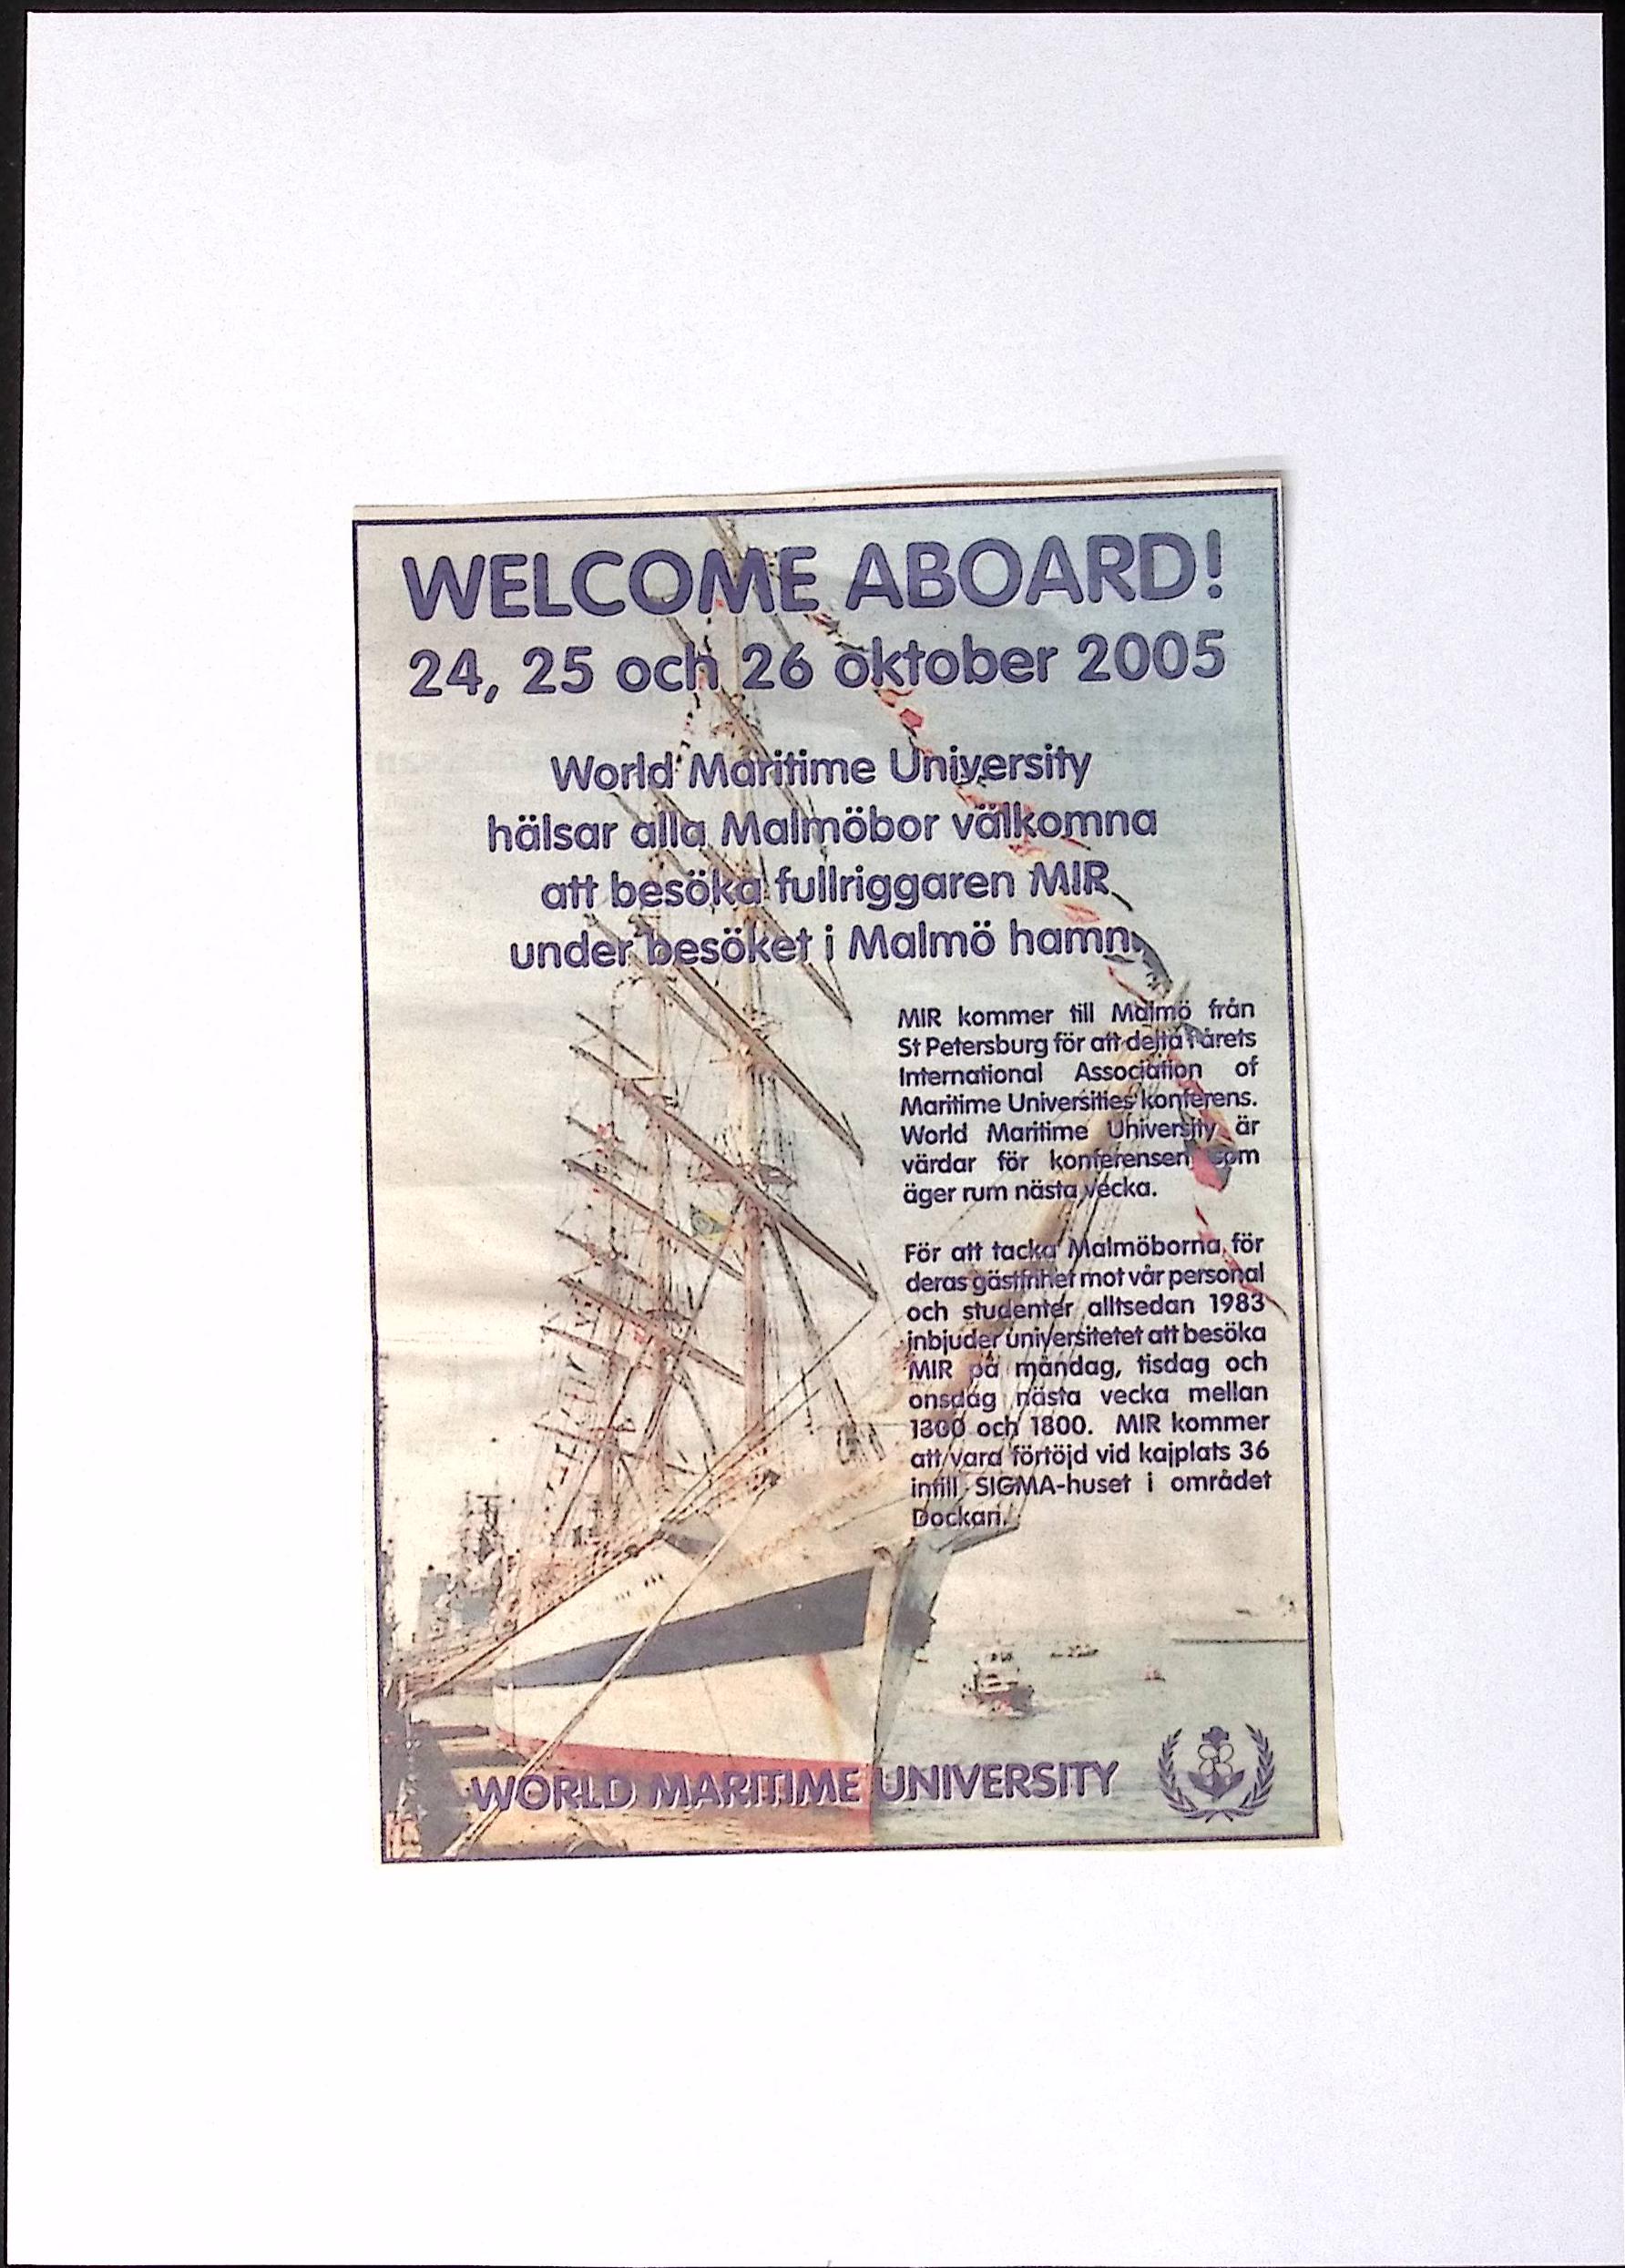 WELCOME ABOARD!
24, 25 och 26 oktober 2005
World Maritime University
hälsar alla Malmöbor välkomna
att besöka fullriggaren MIR
under besöket i Malmö hamn.
MIR kommer till Malmö från
St Petersburg för att delta i årets
International Association of
Maritime Universities konferens.
World Maritime University är
värdar för konferensen som
äger rum nästa vecka.
För att tacka Malmöborna för
deras gästfrihet mot vår personal
och studenter alltsedan 1983
inbjuder universitetet att besöka
MIR på måndag, tisdag och
onsdag nästa vecka mellan
1300 och 1800. MIR kommer
att vara förtöjd vid kajplats 36
intill SIGMA-huset i området
Dockan.
WORLD MARITIME UNIVERSITY